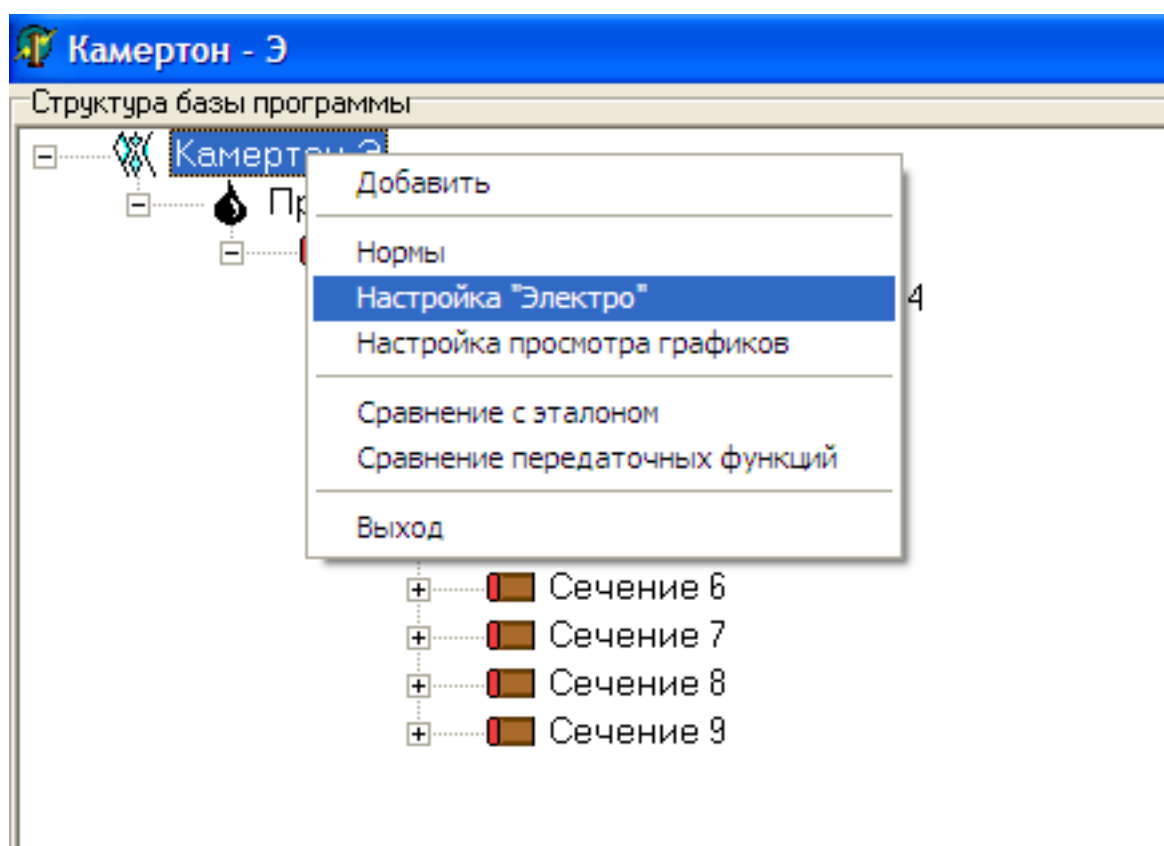 Камертон - Э
Структура базы программы
Камертон Э
Добавить
Нормы
Настройка "Электро"
4
Настройка просмотра графиков
Сравнение с эталоном
Сравнение передаточных функций
Выход
Сечение 6
Сечение 7
Сечение 8
Сечение 9